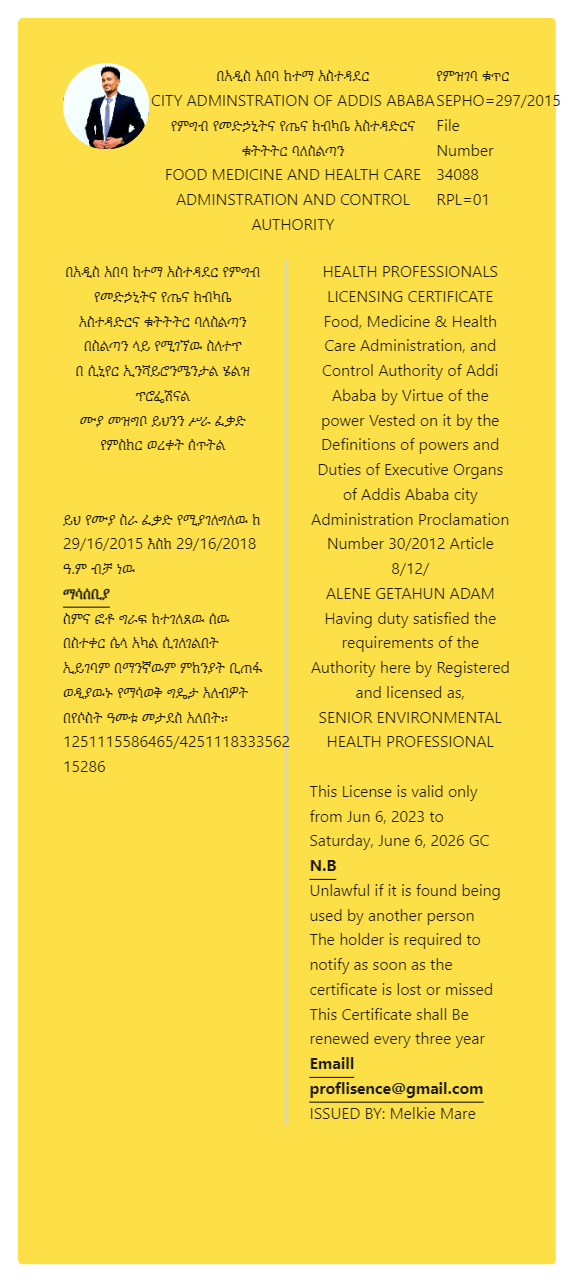 በአዲስ አበባ ከተማ አስተዳደር
CITY ADMINSTRATION OF ADDIS ABABA
የምግብ የመድኃኒትና የጤና ክብካቤ አስተዳድርና
ቁትትትር ባለስልጣን
FOOD MEDICINE AND HEALTH CARE
ADMINSTRATION AND CONTROL
AUTHORITY
የምዝገባ ቁጥር
SEPHO=297/2015
File
Number
34088
RPL=01
በአዲስ አበባ ከተማ አስተዳደር የምግብ
የመድኃኒትና የጤና ክብካቤ
አስተዳድርና ቁትትትር ባለስልጣን
በስልጣን ላይ የሚገኘዉ ስለተፐ
በ ሲኒየር ኢንቫይሮንሜንታል ሄልዝ
ፕሮፌሽናል
ሙያ መዝግቦ ይህንን ሥራ ፈቃድ
የምስክር ወረቀት ሰጥትል
ይህ የሙያ ስራ ፈቃድ የሚያገለግለዉ ከ
29/16/2015 እስከ 29/16/2018
ዓ.ም ብቻ ነዉ
ማሳሰቢያ
ስምና ፎቶ ግራፍ ከተገለጸዉ ሰዉ
በስተቀር ሴላ አካል ሲገለገልበት
ኢይገባም በማንኛዉም ምክንያት ቢጠፋ
ወዲያዉኑ የማሳወቅ ግዴታ አለብዎት
በየሶስት ዓመቱ መታደስ አለበት።
1251115586465/4251118333562
15286
HEALTH PROFESSIONALS
LICENSING CERTIFICATE
Food, Medicine & Health
Care Administration, and
Control Authority of Addi
Ababa by Virtue of the
power Vested on it by the
Definitions of powers and
Duties of Executive Organs
of Addis Ababa city
Administration Proclamation
Number 30/2012 Article
8/12/
ALENE GETAHUN ADAM
Having duty satisfied the
requirements of the
Authority here by Registered
and licensed as,
SENIOR ENVIRONMENTAL
HEALTH PROFESSIONAL
This License is valid only
from Jun 6, 2023 to
Saturday, June 6, 2026 GC
N.B
Unlawful if it is found being
used by another person
The holder is required to
notify as soon as the
certificate is lost or missed
This Certificate shall Be
renewed every three year
Emaill
proflisence@gmail.com
ISSUED BY: Melkie Mare